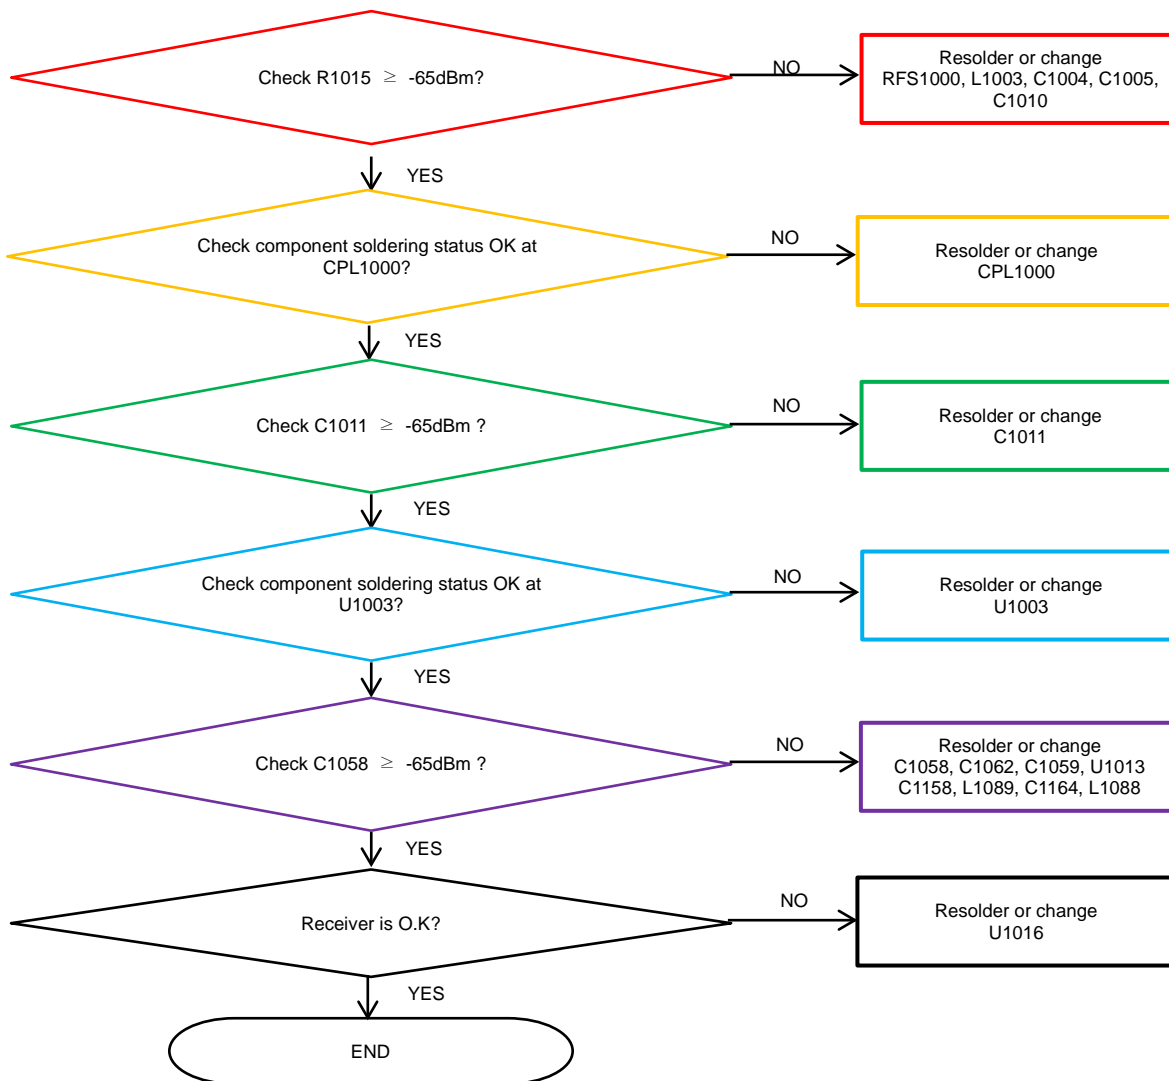 Check R1015 ≥ -65dBm?
NO
Resolder or change
RFS1000, L1003, C1004, C1005,
C1010
YES
Check component soldering status OK at
CPL1000?
NO
Resolder or change
CPL1000
YES
Check C1011 ≥ -65dBm ?
NO
Resolder or change
C1011
YES
Check component soldering status OK at
U1003?
NO
Resolder or change
U1003
YES
Check C1058 ≥ -65dBm ?
NO
Resolder or change
C1058, C1062, C1059, U1013
C1158, L1089, C1164, L1088
YES
Receiver is O.K?
NO
Resolder or change
U1016
YES
END